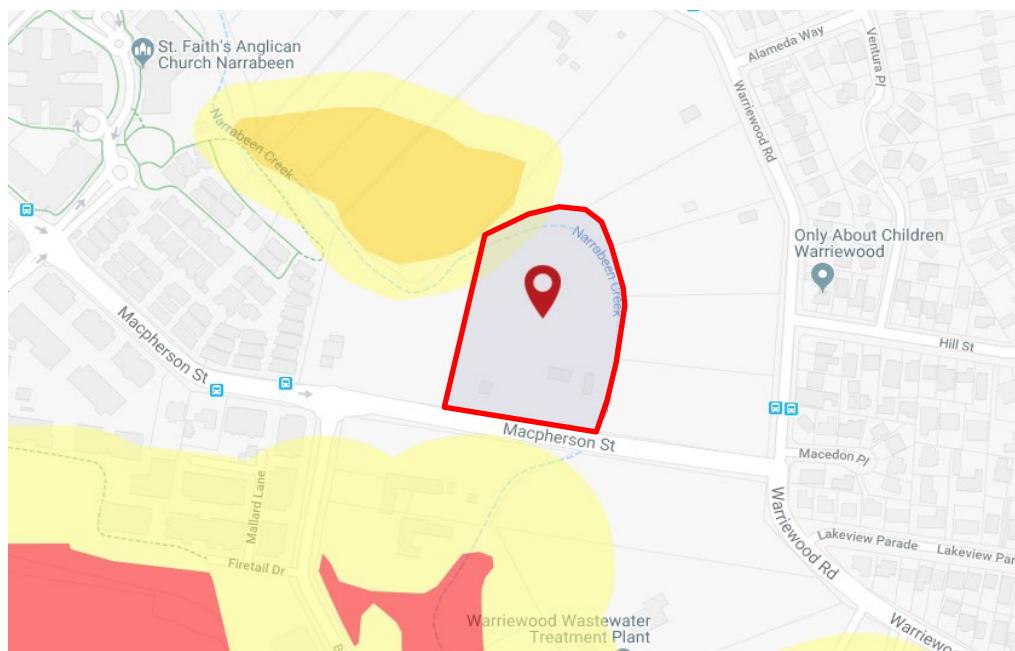 St. Faith's Anglican
Church Narrabeen
Alameda Way
Ventura Pl
Warriewood Rd
Narrabeen Creek
Narrabeen Creek
Only About Children
Warriewood
Macpherson St
Hill St
Macpherson St
Macedon Pl
Mallard Lane
Warriewood Rd
Lakeview Parade
Lakeview Par
Firetail Dr
Warriewood Wastewater
Treatment Plant
Warriewood
B